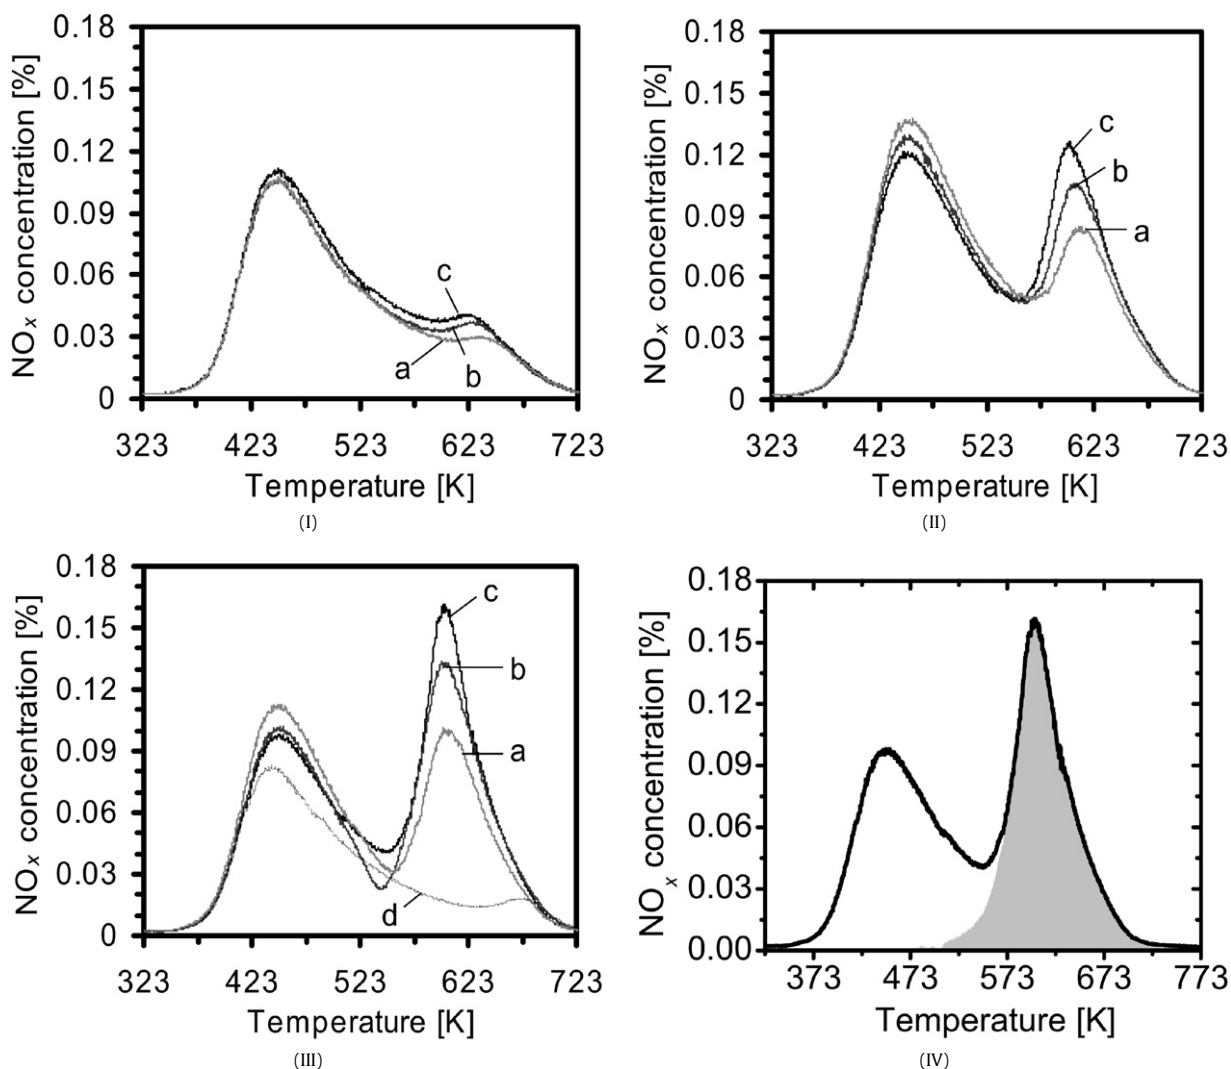 0.18
0.15
0.12
0.09
0.06
0.03
0
NOx concentration [%]
c
a
b
323 423 523 623 723
Temperature [K]
(I)
0.18
0.15
0.12
0.09
0.06
0.03
0
NOx concentration [%]
c
b
a
323 423 523 623 723
Temperature [K]
(II)
0.18
0.15
0.12
0.09
0.06
0.03
0
NOx concentration [%]
c
b
a
d
323 423 523 623 723
Temperature [K]
(III)
0.18
0.15
0.12
0.09
0.06
0.03
0.00
NOx concentration [%]
373 473 573 673 773
Temperature [K]
(IV)